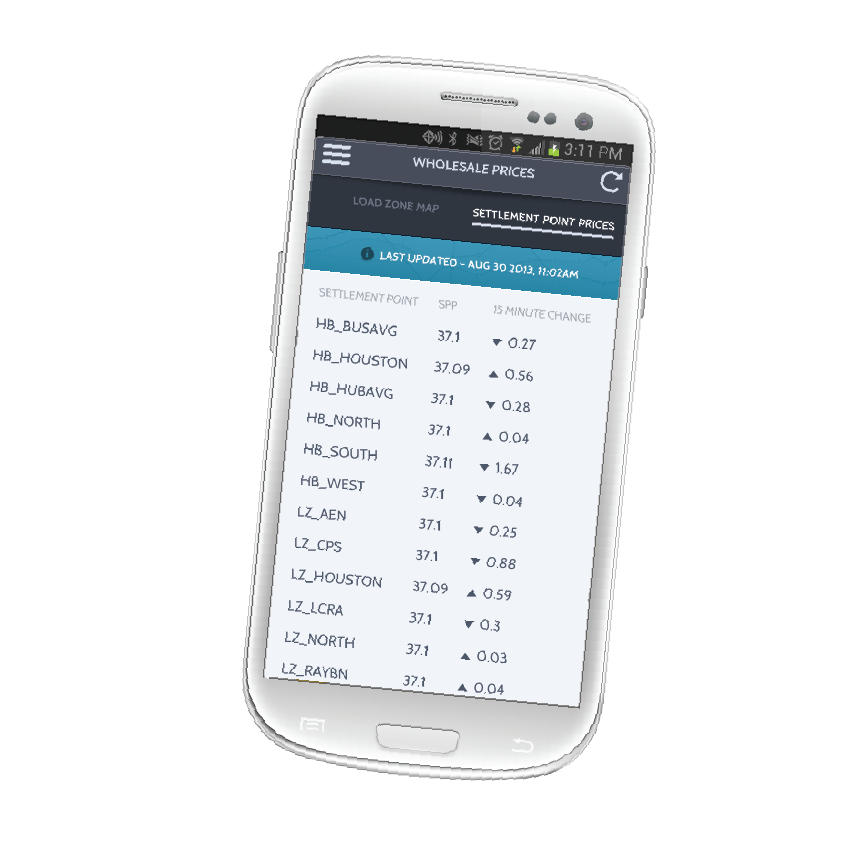 3:11 PM
WHOLESALE PRICES
LOAD ZONE MAP SETTLEMENT POINT PRICES
LAST UPDATED - AUG 30 2013, 11:02AM
SETTLEMENT POINT SPP 15 MINUTE CHANGE
HB_BUSAVG 37.1 ▼ 0.27
HB_HOUSTON 37.09 ▲ 0.56
HB_HUBAVG 37.1 ▼ 0.28
HB_NORTH 37.1 ▲ 0.04
HB_SOUTH 37.11 ▼ 1.67
HB_WEST 37.1 ▼ 0.04
LZ_AEN 37.1 ▼ 0.25
LZ_CPS 37.1 ▼ 0.88
LZ_HOUSTON 37.09 ▲ 0.59
LZ_LCRA 37.1 ▼ 0.3
LZ_NORTH 37.1 ▲ 0.03
LZ_RAYBN 37.1 ▲ 0.04